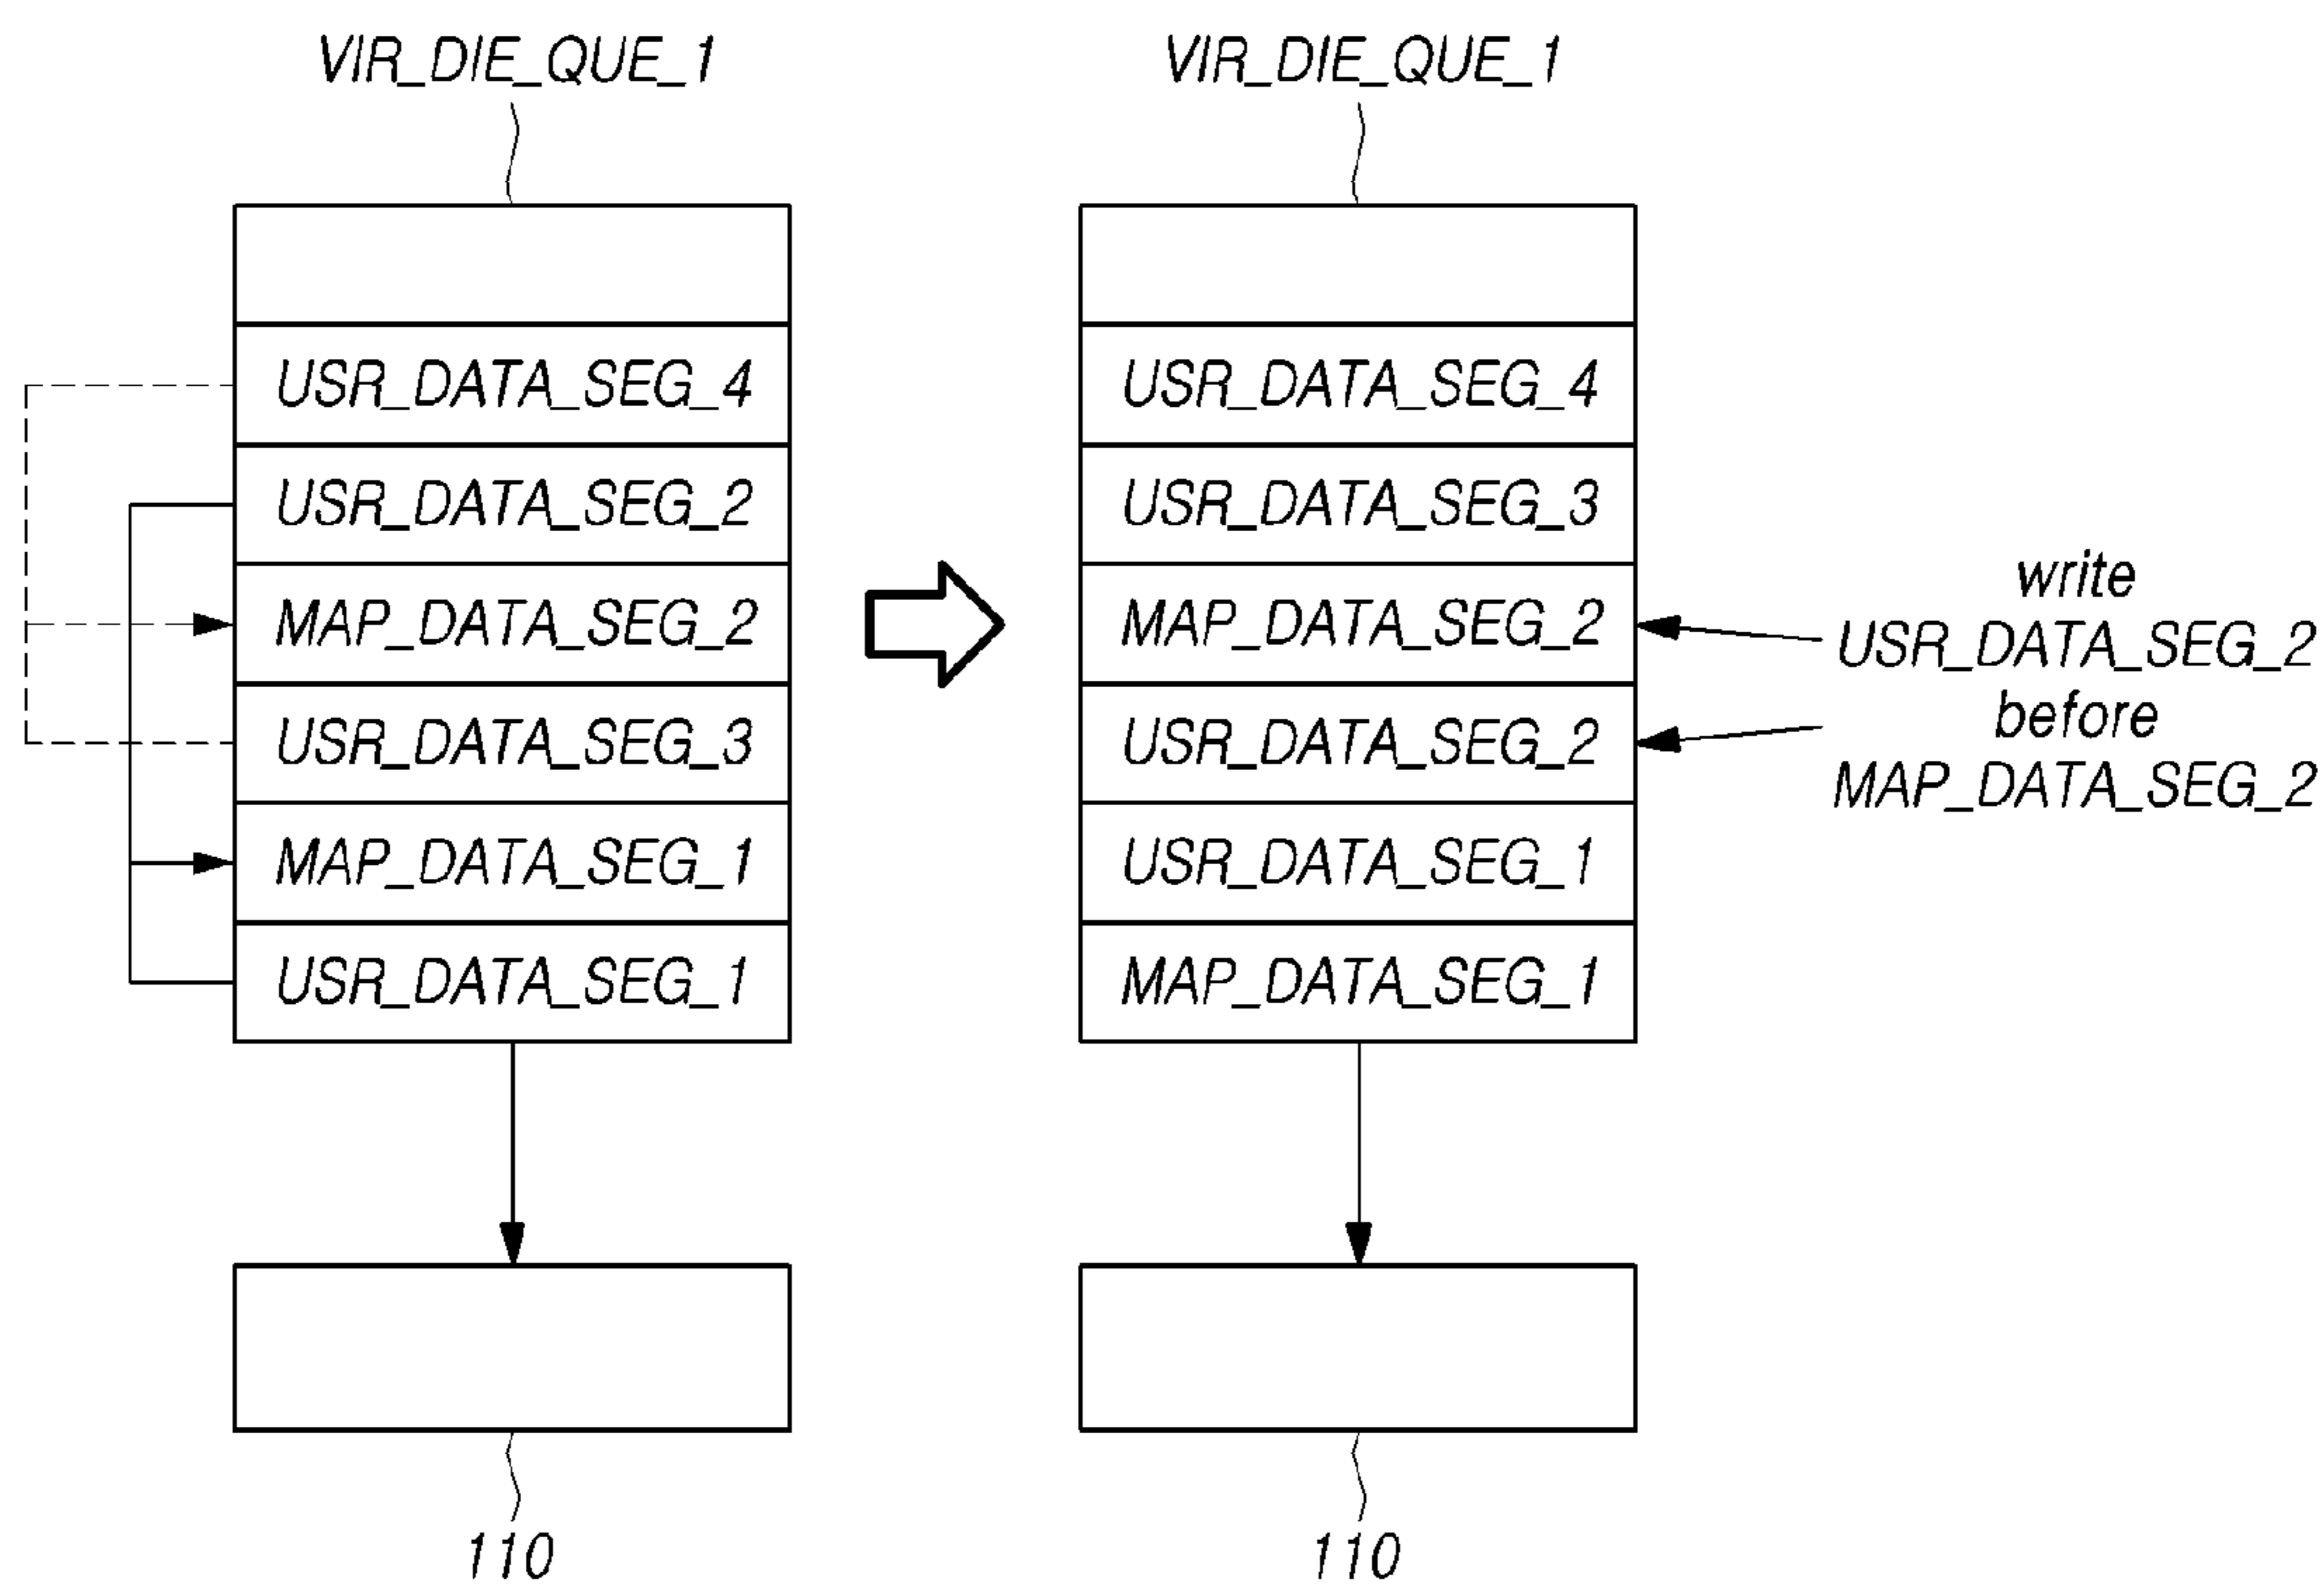 VIR_DIE_QUE_1
USR_DATA_SEG_4
USR_DATA_SEG_2
MAP_DATA_SEG_2
USR_DATA_SEG_3
MAP_DATA_SEG_1
USR_DATA_SEG_1
110
VIR_DIE_QUE_1
USR_DATA_SEG_4
USR_DATA_SEG_3
MAP_DATA_SEG_2
USR_DATA_SEG_2
USR_DATA_SEG_1
MAP_DATA_SEG_1
110
write
USR_DATA_SEG_2
before
MAP_DATA_SEG_2